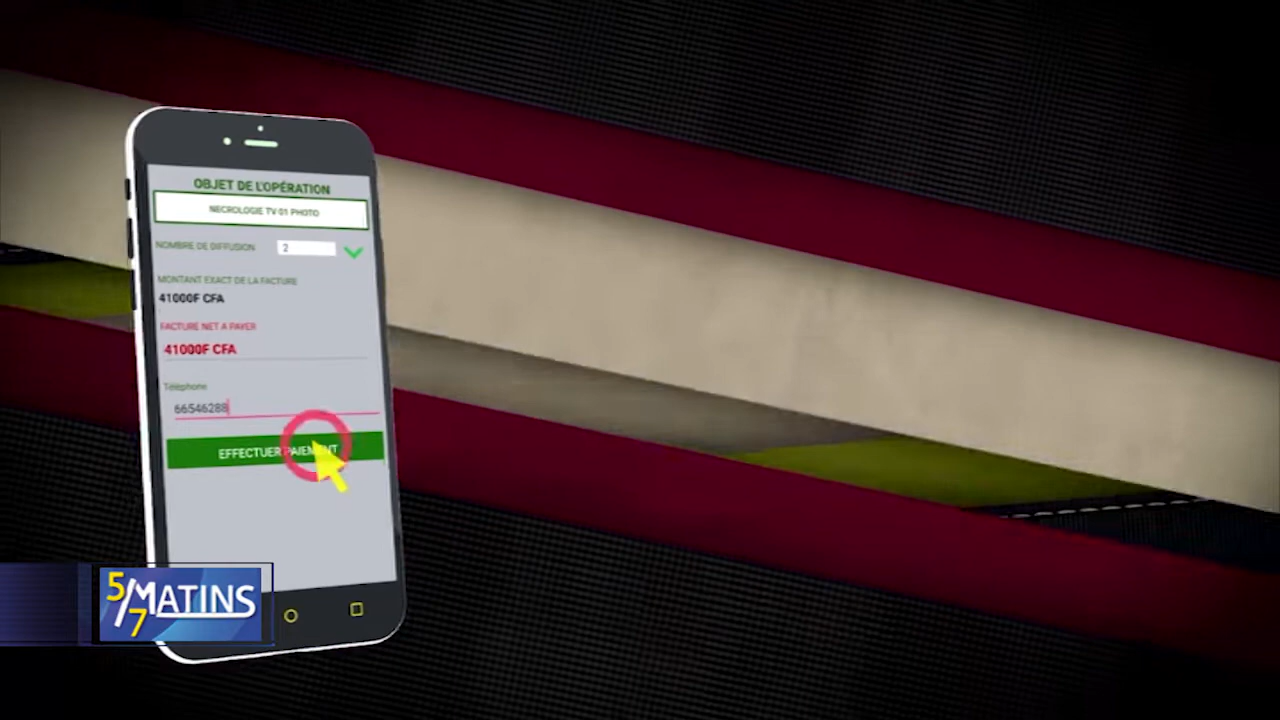 OBJET DE L'OPÉRATION
NECROLOGIE TV 01 PHOTO
NOMBRE DE DIFFUSION 2
MONTANT EXACT DE LA FACTURE
41000F CFA
FACTURE NET A PAYER
41000F CFA
Téléphone
66546288
EFFECTUER PAIEMENT
5/7 MATINS